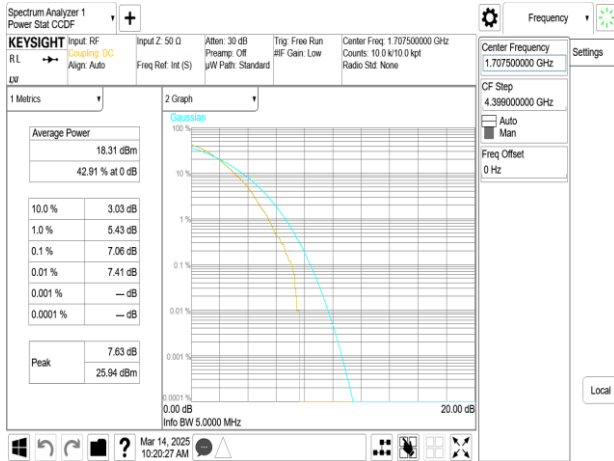 Spectrum Analyzer 1
Power Stat CCDF
KEYSIGHT
RL
LXI
Input: RF
Coupling: DC
Align: Auto
Input Z: 50 Ω
Freq Ref: Int (S)
Atten: 30 dB
Preamp: Off
µW Path: Standard
Trig: Free Run
#IF Gain: Low
Center Freq: 1.707500000 GHz
Counts: 10.0 k/10.0 kpt
Radio Std: None
1 Metrics
Average Power
18.31 dBm
42.91 % at 0 dB
10.0 % 3.03 dB
1.0 % 5.43 dB
0.1 % 7.06 dB
0.01 % 7.41 dB
0.001 % --- dB
0.0001 % --- dB
Peak
7.63 dB
25.94 dBm
2 Graph
Gaussian
100 %
10 %
1 %
0.1 %
0.01 %
0.001 %
0.0001 %
0.00 dB 20.00 dB
Info BW 5.0000 MHz
Mar 14, 2025
10:20:27 AM
Frequency
Center Frequency
1.707500000 GHz
CF Step
4.399000000 GHz
Auto
Man
Freq Offset
0 Hz
Settings
Local